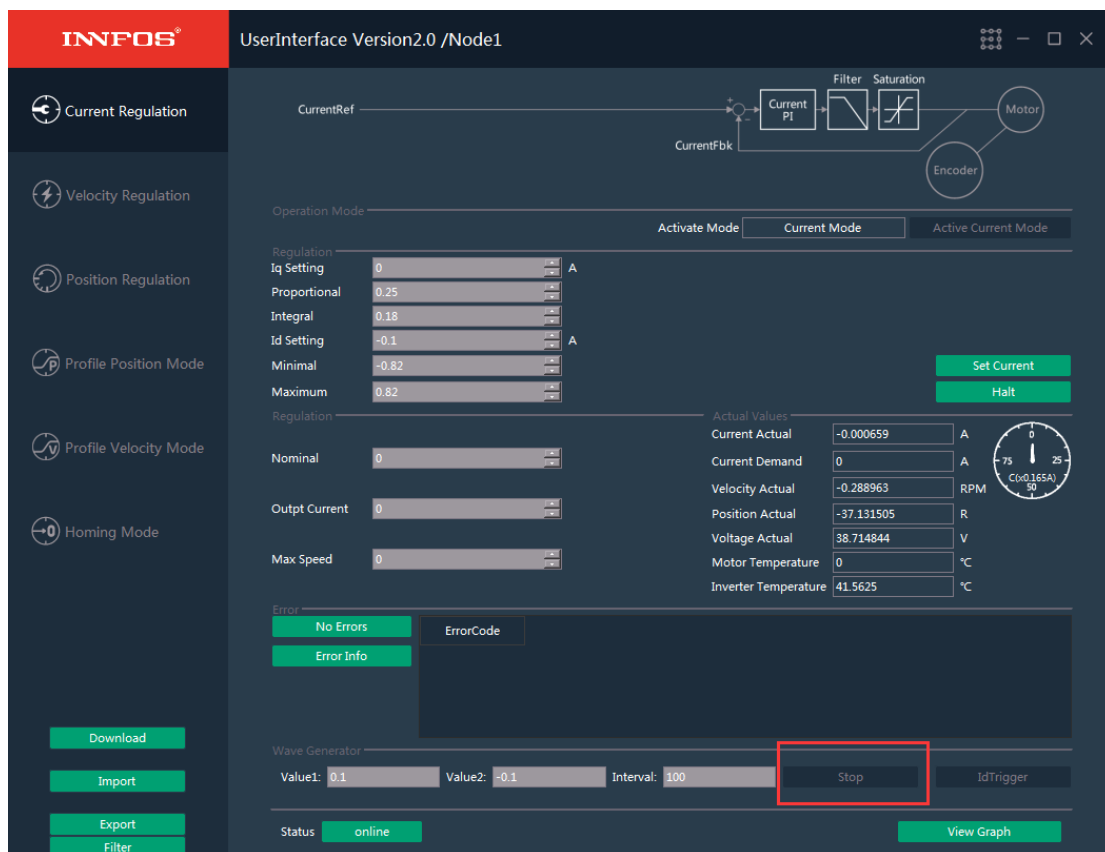 INNFOS®
UserInterface Version2.0 /Node1
Current Regulation
Velocity Regulation
Position Regulation
Profile Position Mode
Profile Velocity Mode
Homing Mode
Download
Import
Export
Filter
Filter Saturation
CurrentRef
+
-
Current
PI
Motor
CurrentFbk
Encoder
Operation Mode
Activate Mode Current Mode Active Current Mode
Regulation
Iq Setting 0 A
Proportional 0.25
Integral 0.18
Id Setting -0.1 A
Minimal -0.82 Set Current
Maximum 0.82 Halt
Regulation
Nominal 0
Outpt Current 0
Max Speed 0
Actual Values
Current Actual -0.000659 A
Current Demand 0 A
Velocity Actual -0.288963 RPM
Position Actual -37.131505 R
Voltage Actual 38.714844 V
Motor Temperature 0 ℃
Inverter Temperature 41.5625 ℃
0
75 25
C(x0.165A)
50
Error
No Errors ErrorCode
Error Info
Wave Generator
Value1: 0.1 Value2: -0.1 Interval: 100 Stop IdTrigger
Status online View Graph